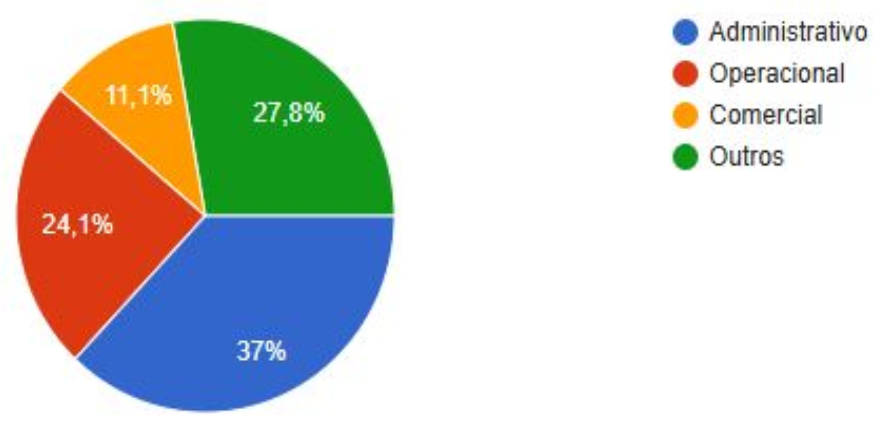 11,1%
27,8%
24,1%
37%
Administrativo
Operacional
Comercial
Outros